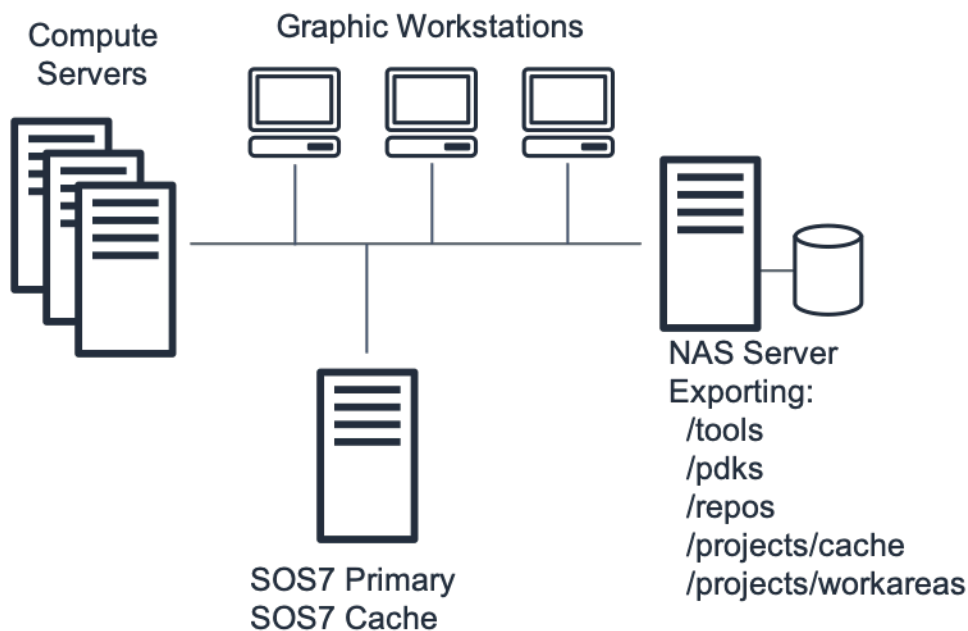 Compute
Servers
Graphic Workstations
NAS Server
Exporting:
/tools
/pdks
/repos
/projects/cache
/projects/workareas
SOS7 Primary
SOS7 Cache